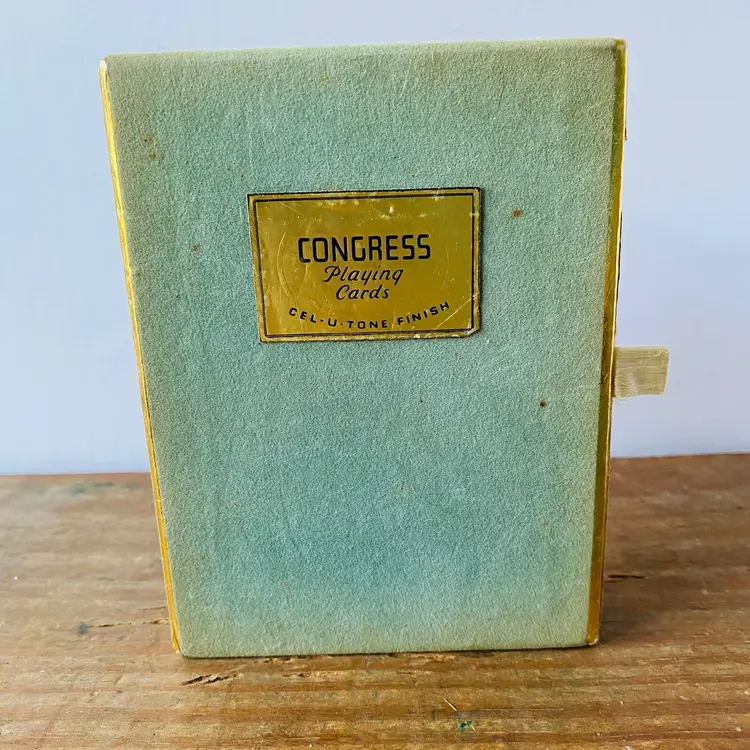 CONGRESS
Playing
Cards
CEL-U-TONE FINISH